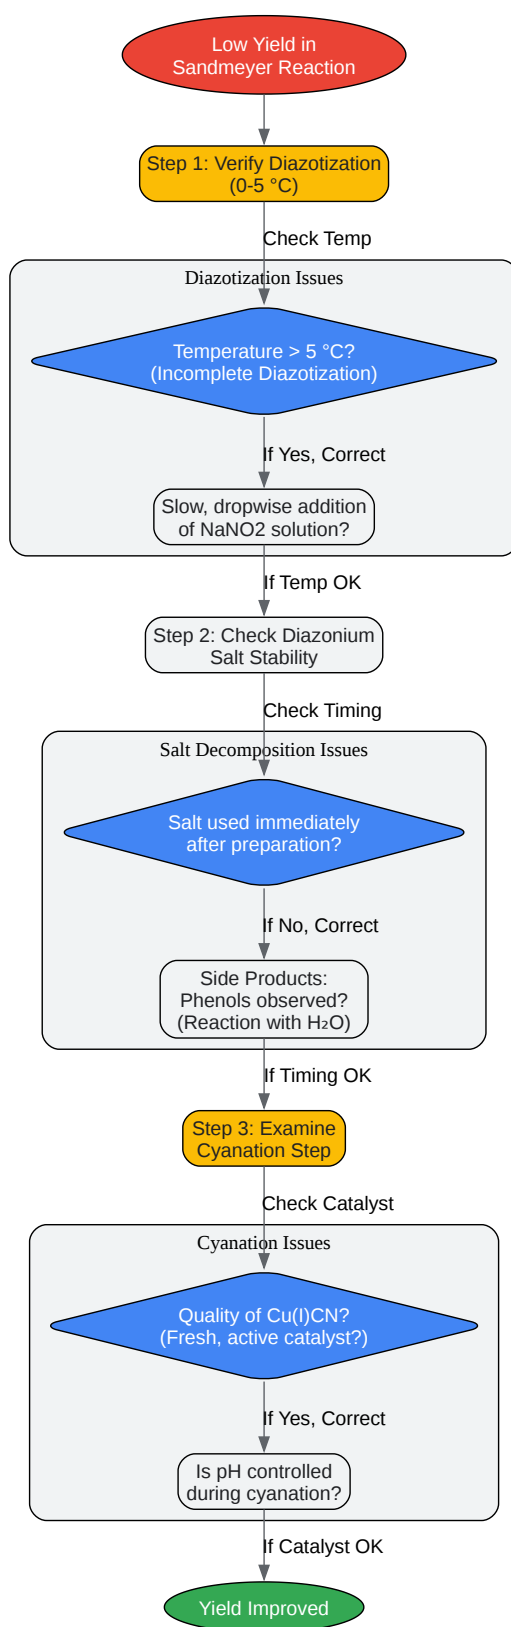 Low Yield in
Sandmeyer Reaction
Step 1: Verify Diazotization
(0-5 °C)
Check Temp
Diazotization Issues
Temperature > 5 °C?
(Incomplete Diazotization)
If Yes, Correct
Slow, dropwise addition
of NaNO2 solution?
If Temp OK
Step 2: Check Diazonium
Salt Stability
Check Timing
Salt Decomposition Issues
Salt used immediately
after preparation?
If No, Correct
Side Products:
Phenols observed?
(Reaction with H₂O)
If Timing OK
Step 3: Examine
Cyanation Step
Check Catalyst
Cyanation Issues
Quality of Cu(I)CN?
(Fresh, active catalyst?)
If Yes, Correct
Is pH controlled
during cyanation?
If Catalyst OK
Yield Improved